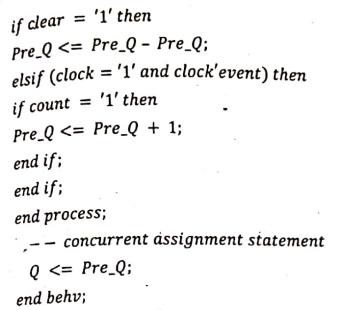 if clear = '1' then
Pre_Q <= Pre_Q - Pre_Q;
elsif (clock = '1' and clock'event) then
if count = '1' then
Pre_Q <= Pre_Q + 1;
end if;
end if;
end process;
-- concurrent assignment statement
Q <= Pre_Q;
end behv;